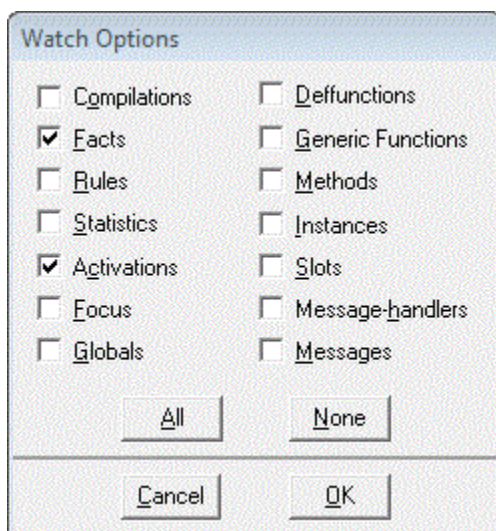 Watch Options
Compilations Deffunctions
Facts Generic Functions
Rules Methods
Statistics Instances
Activations Slots
Focus Message-handlers
Globals Messages
All None
Cancel OK